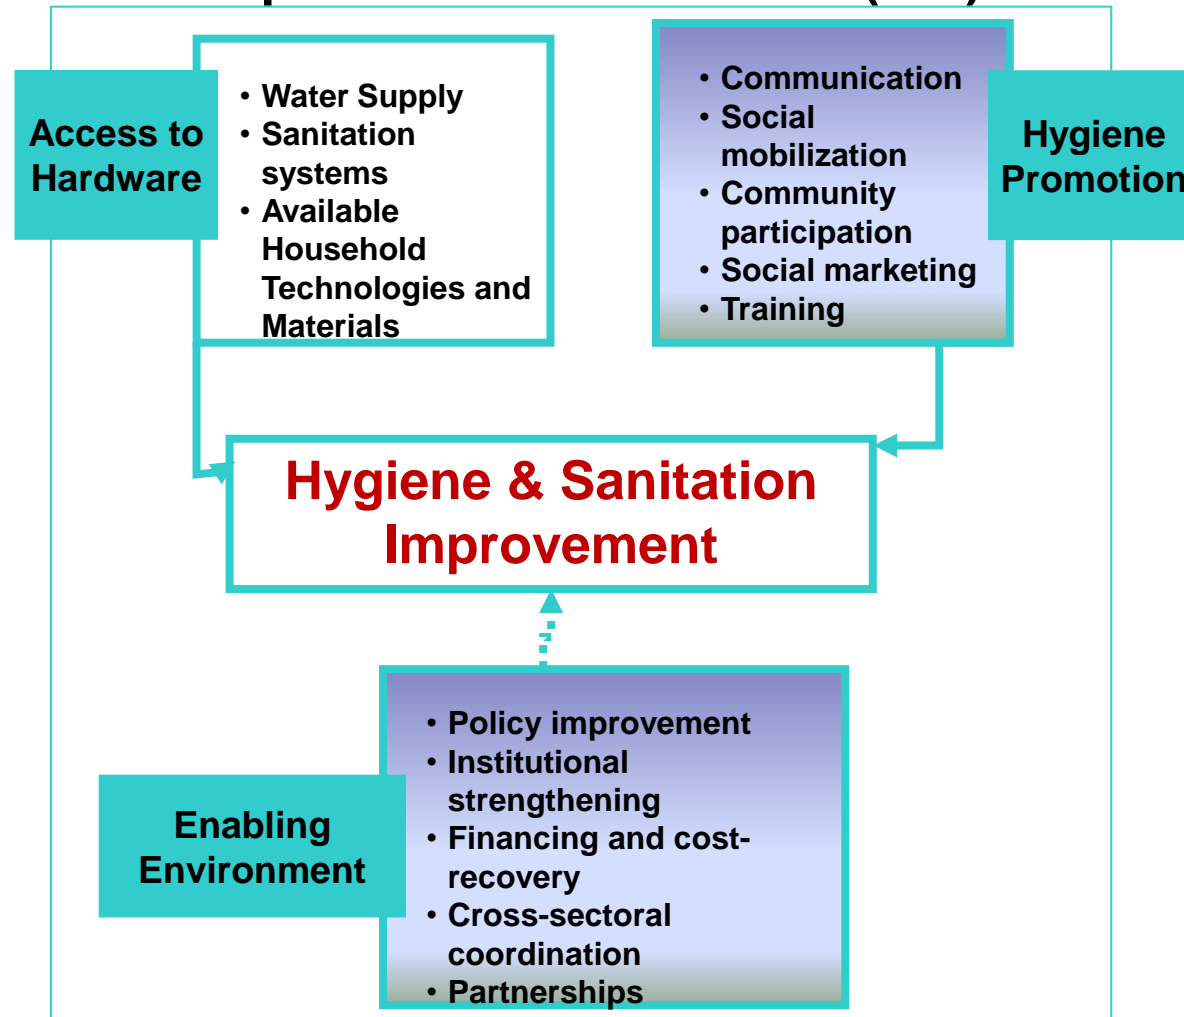 Access to
Hardware
• Water Supply
• Sanitation
systems
• Available
Household
Technologies and
Materials
• Communication
• Social
mobilization
• Community
participation
• Social marketing
• Training
Hygiene
Promotion
Hygiene & Sanitation
Improvement
Enabling
Environment
• Policy improvement
• Institutional
strengthening
• Financing and cost-
recovery
• Cross-sectoral
coordination
• Partnerships